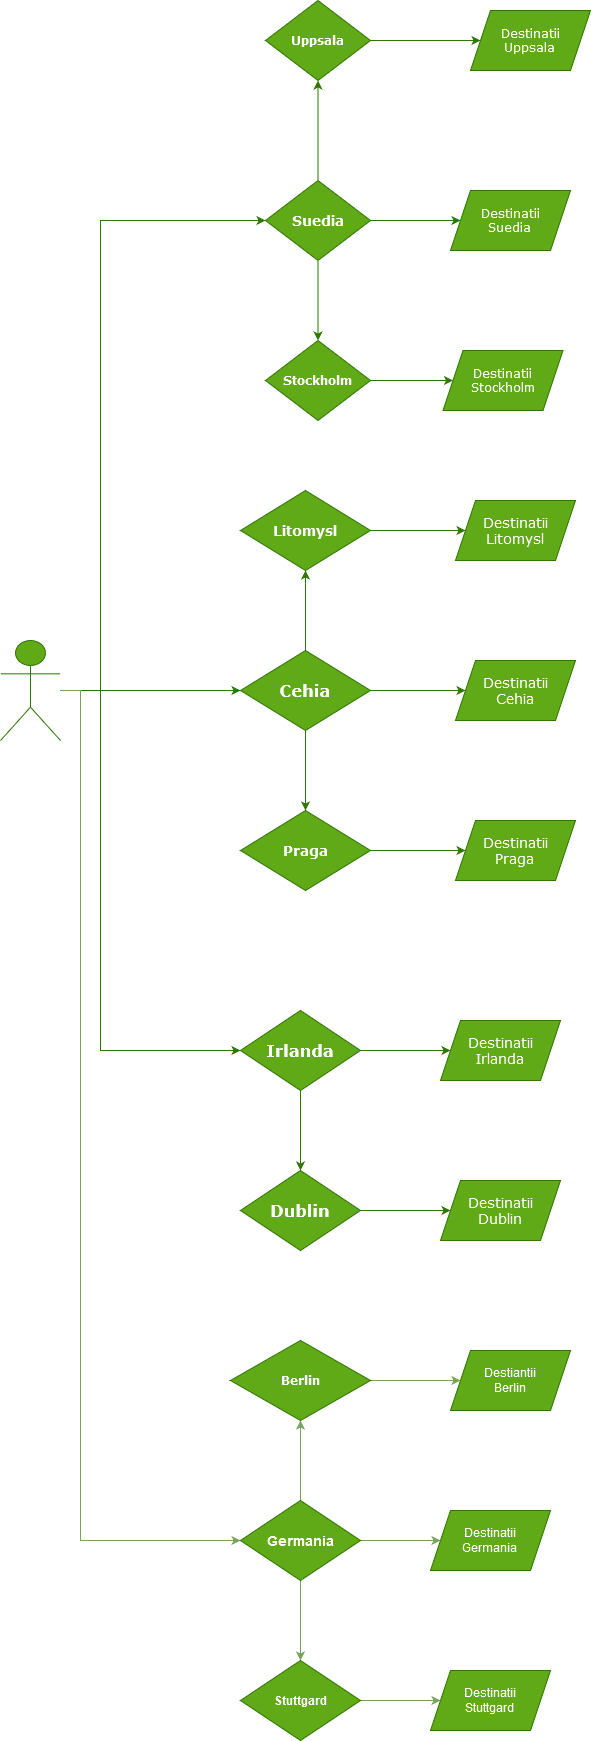 Uppsala
Destinatii
Uppsala
Suedia
Destinatii
Suedia
Stockholm
Destinatii
Stockholm
Litomysl
Destinatii
Litomysl
Cehia
Destinatii
Cehia
Praga
Destinatii
Praga
Irlanda
Destinatii
Irlanda
Dublin
Destinatii
Dublin
Berlin
Destiantii
Berlin
Germania
Destinatii
Germania
Stuttgard
Destinatii
Stuttgard